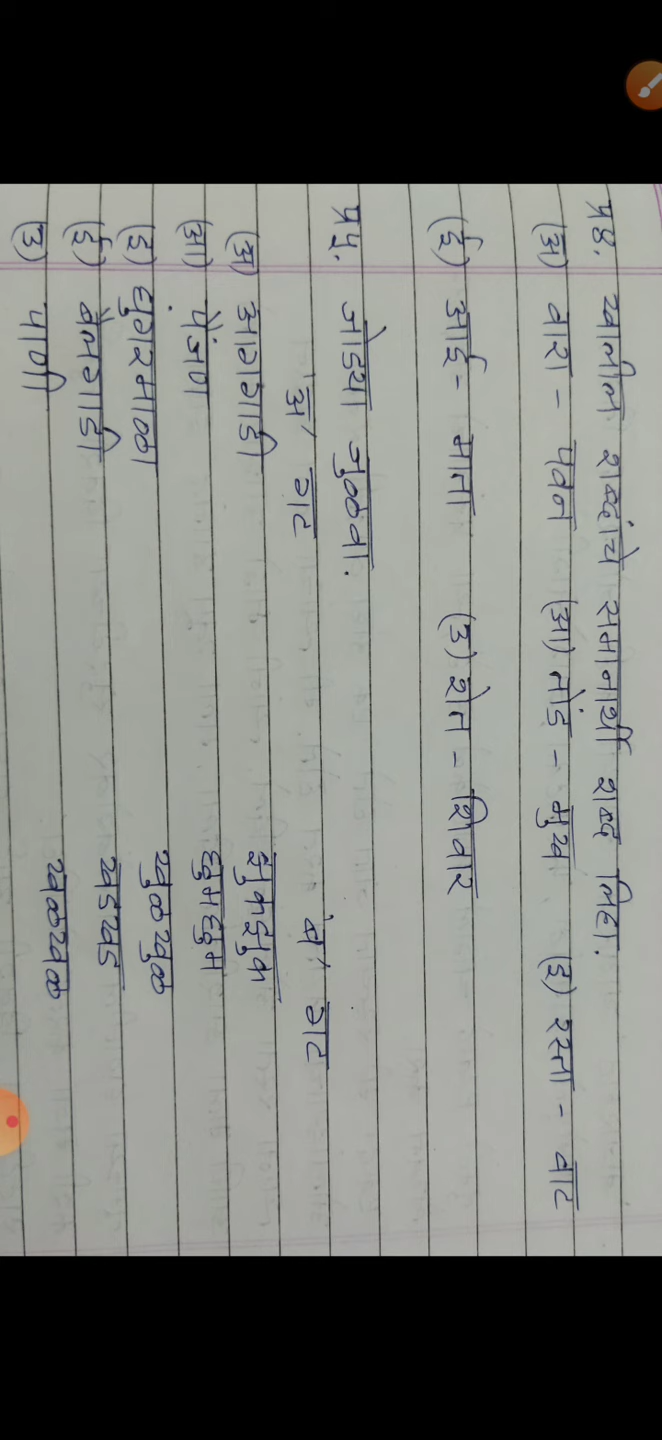 प्र४. खालील शब्दांचे समानार्थी शब्द लिहा.
(अ) वारा - पवन (आ) तोंड - मुख (इ) रस्ता - वाट
(ई) आई - माता (उ) शेत - शिवार
प्र५. जोड्या जुळवा.
'अ' गट 'ब' गट
(अ) आगगाडी झुकझुक
(आ) पैंजण छुमछुम
(इ) घुंगरमाळा खुळखुळ
(ई) बैलगाडी खडखड
उ) पाणी खळखळ